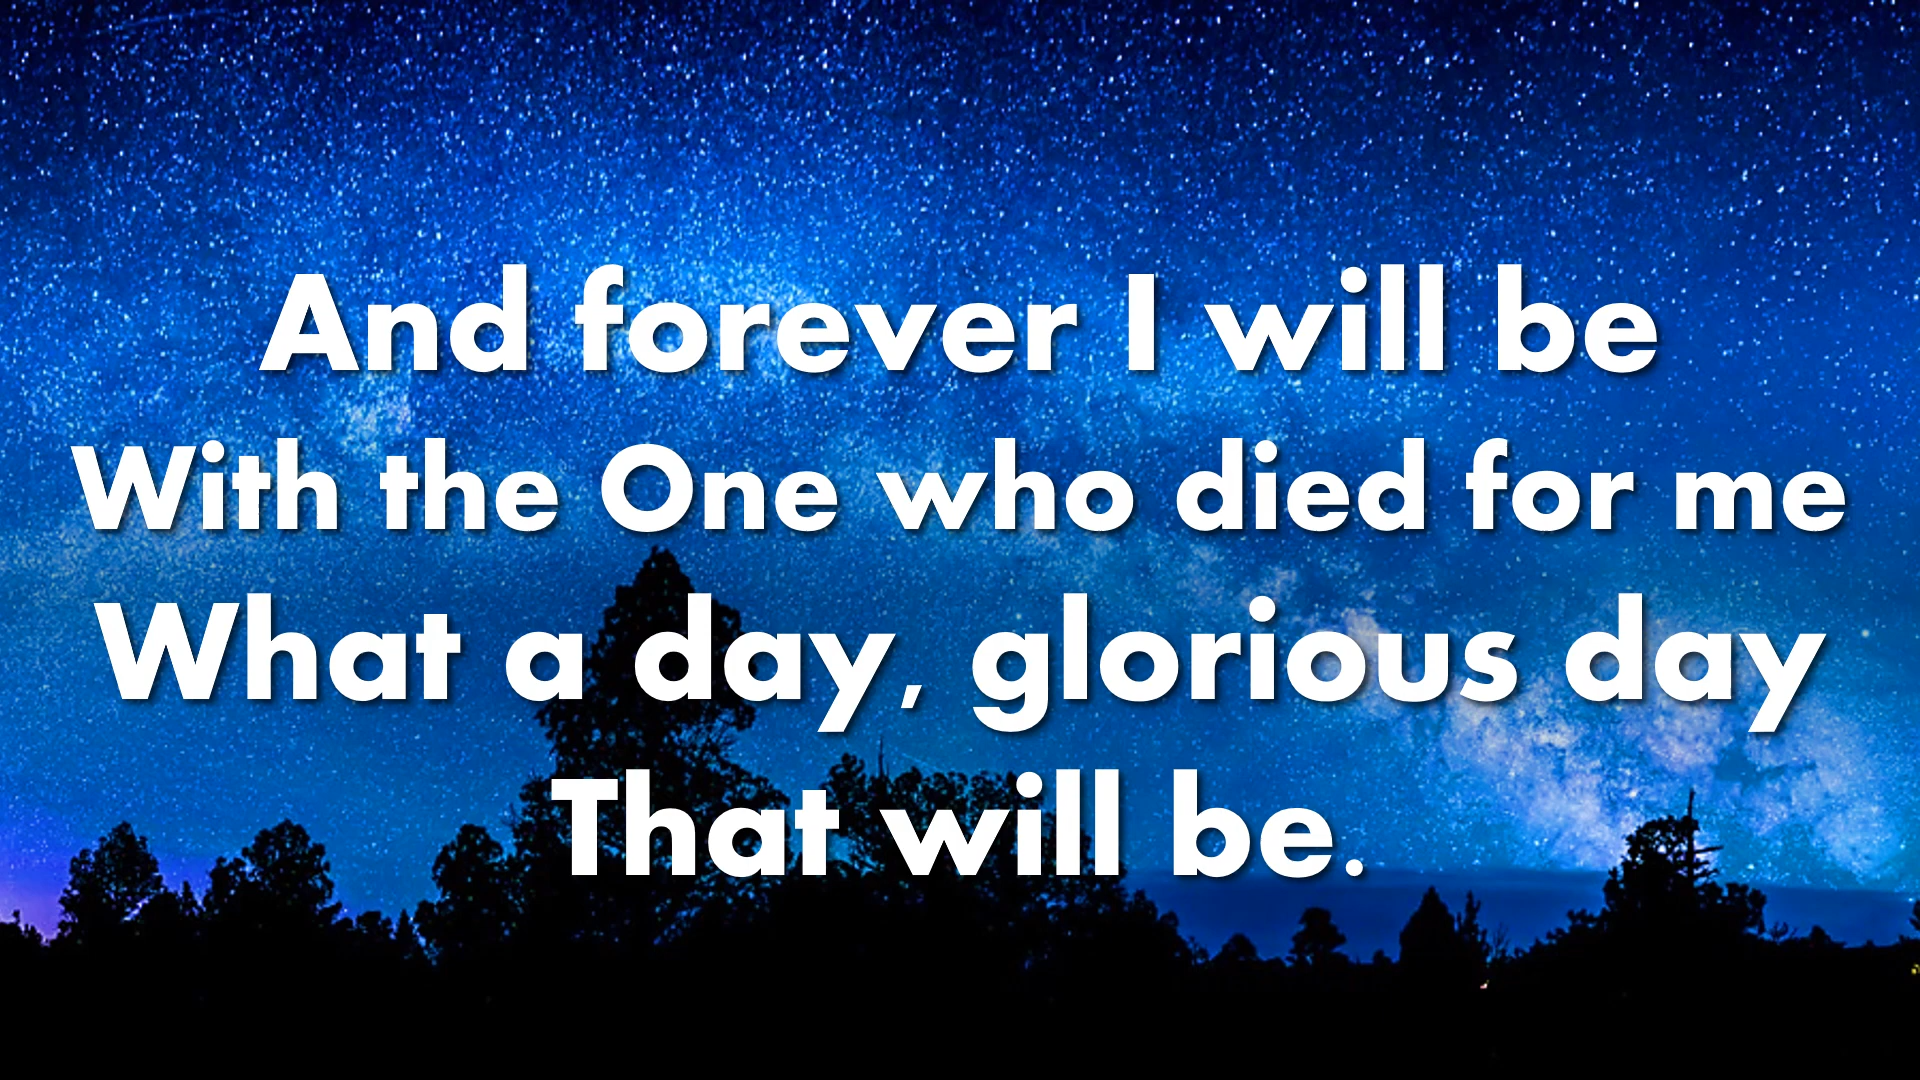 And forever I will be
With the One who died for me
What a day, glorious day
That will be.